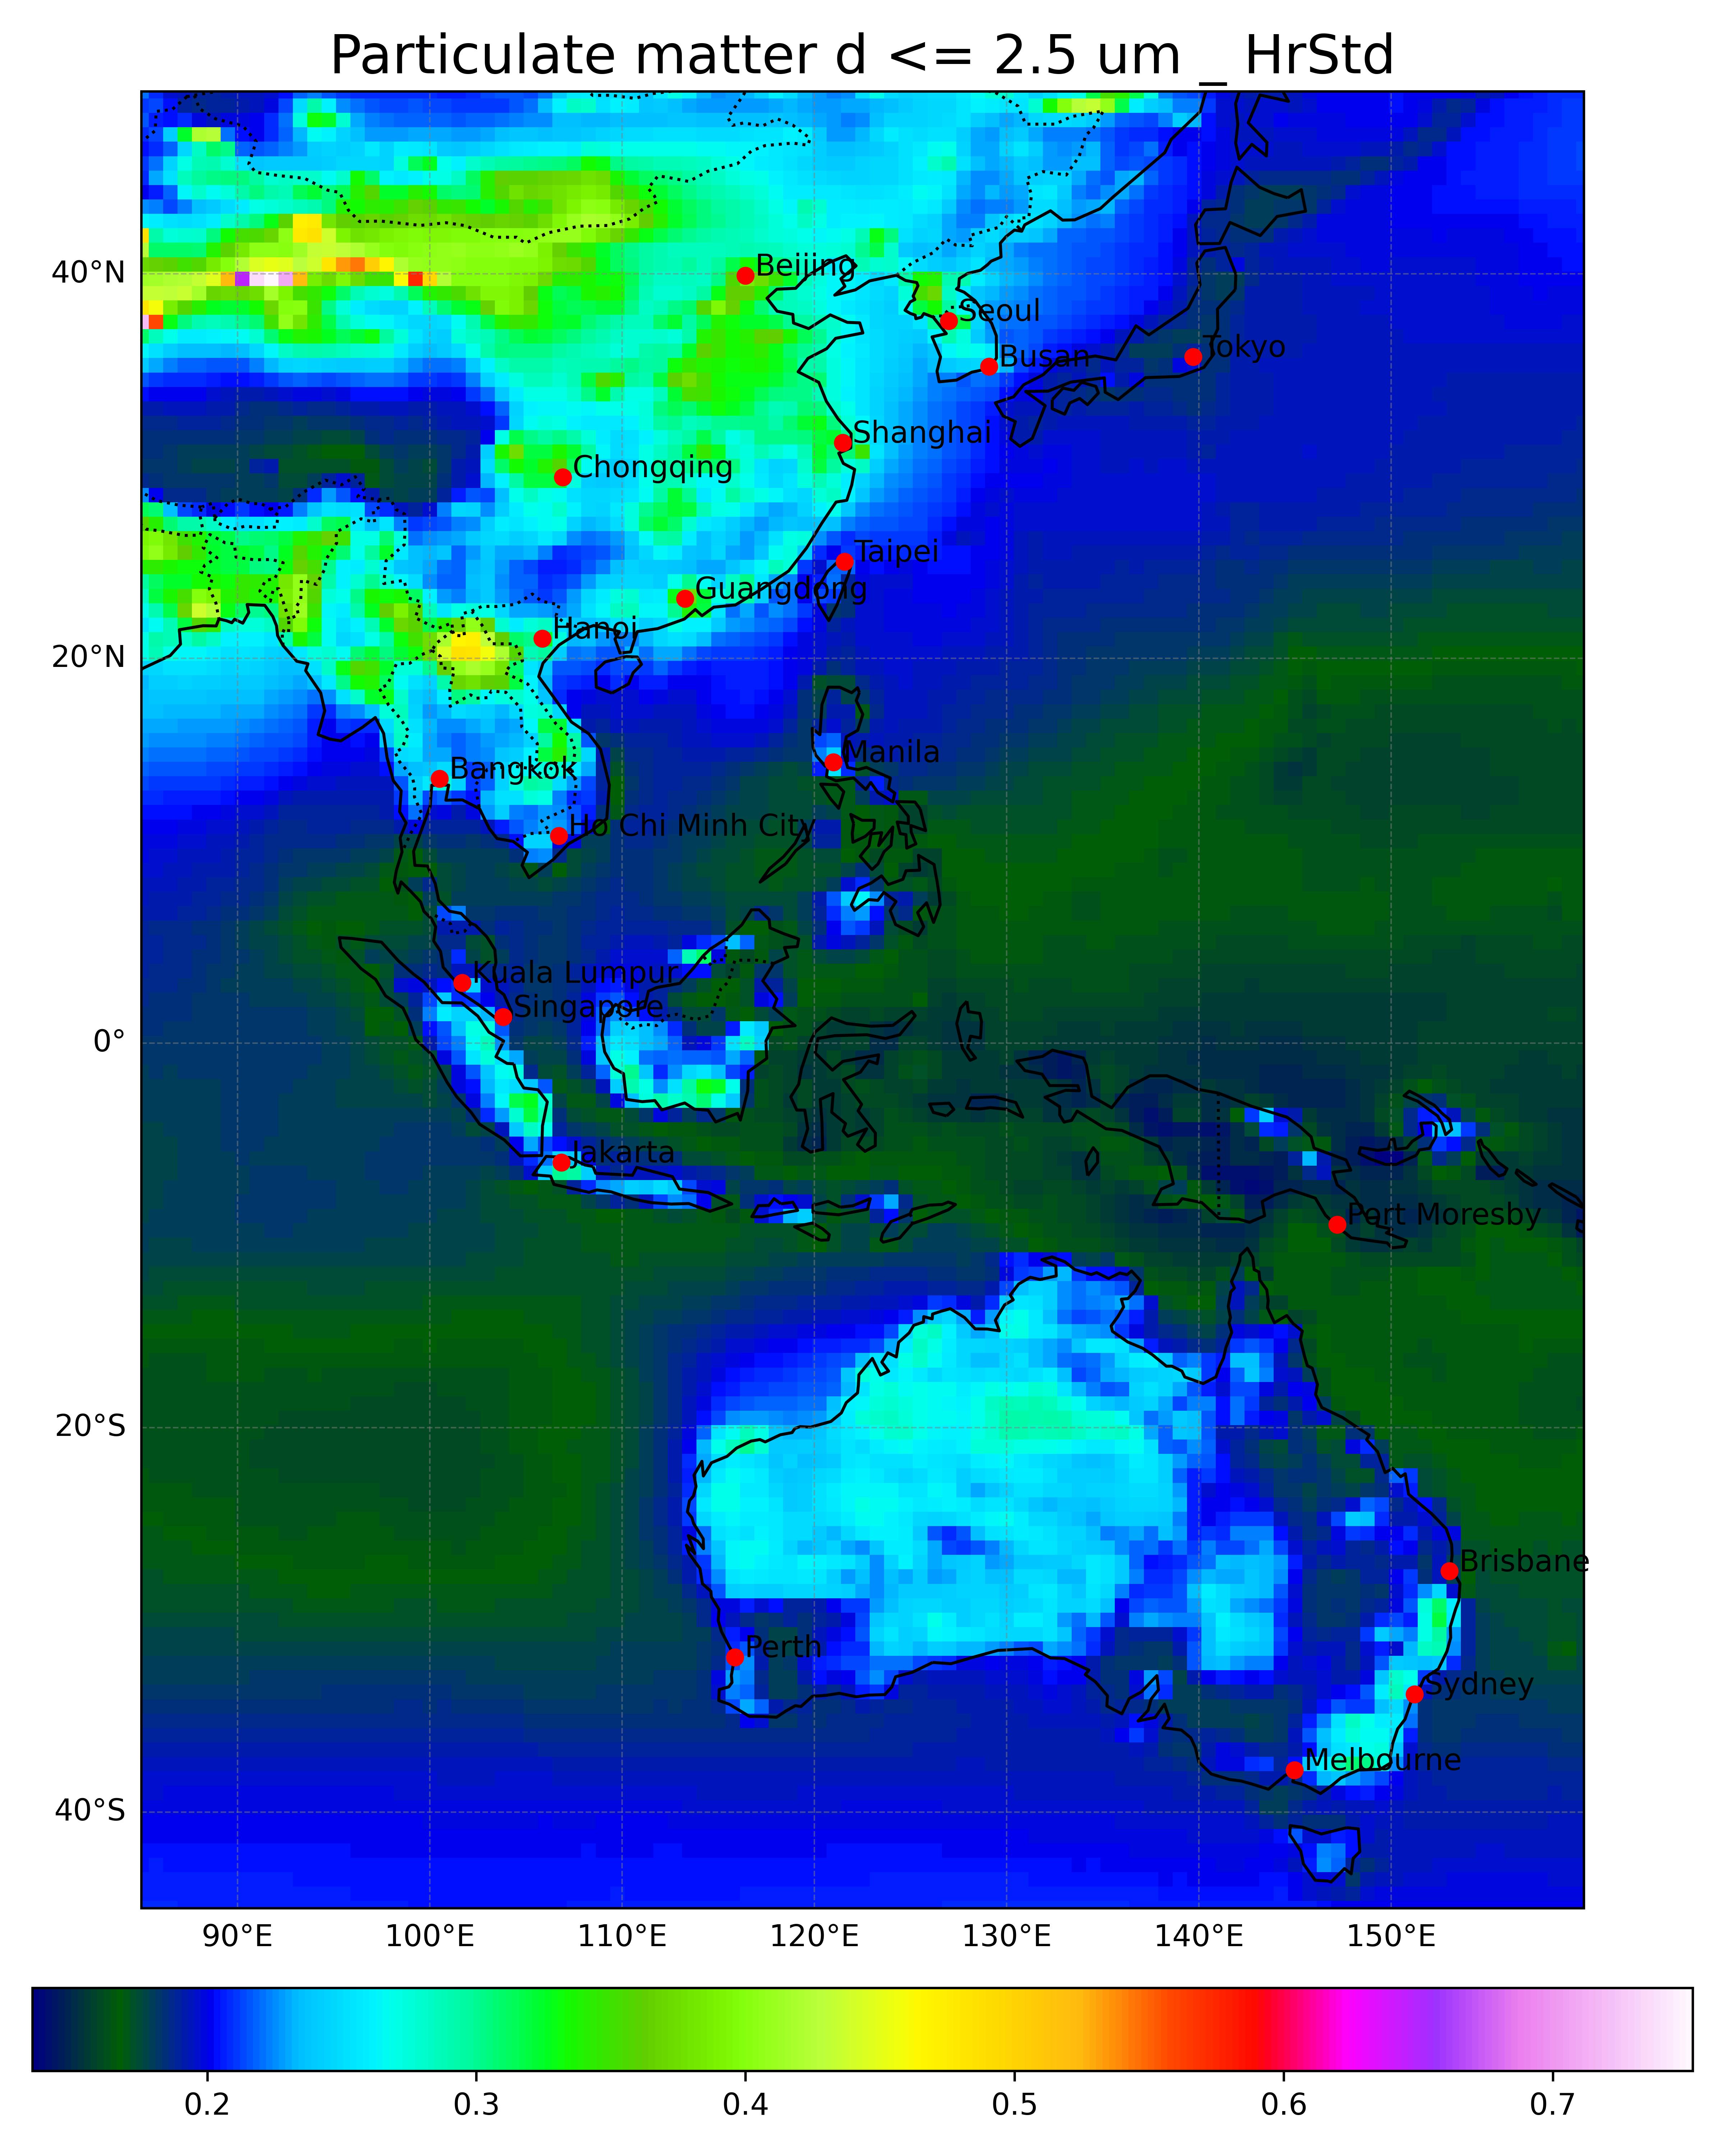 Particulate matter d <= 2.5 um _ HrStd
40°N
20°N
0°
20°S
40°S
Beijing
Seoul
Busan
Tokyo
Shanghai
Chongqing
Taipei
Guangdong
Hanoi
Manila
Bangkok
Ho Chi Minh City
Kuala Lumpur
Singapore
Jakarta
Port Moresby
Brisbane
Perth
Sydney
Melbourne
90°E 100°E 110°E 120°E 130°E 140°E 150°E
0.2 0.3 0.4 0.5 0.6 0.7